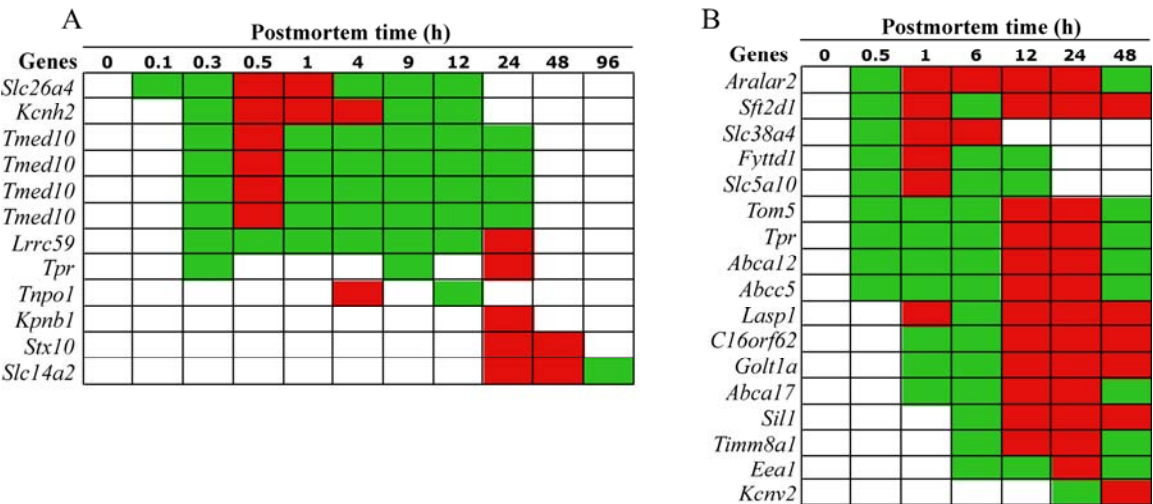 A
Postmortem time (h)
Genes 0 0.1 0.3 0.5 1 4 9 12 24 48 96
Slc26a4
Kcnh2
Tmed10
Tmed10
Tmed10
Tmed10
Lrrc59
Tpr
Tnpo1
Kpnb1
Stx10
Slc14a2
B
Postmortem time (h)
Genes 0 0.5 1 6 12 24 48
Aralar2
Sft2d1
Slc38a4
Fyttd1
Slc5a10
Tom5
Tpr
Abca12
Abcc5
Lasp1
C16orf62
Golt1a
Abca17
Sil1
Timm8a1
Eea1
Kcnv2